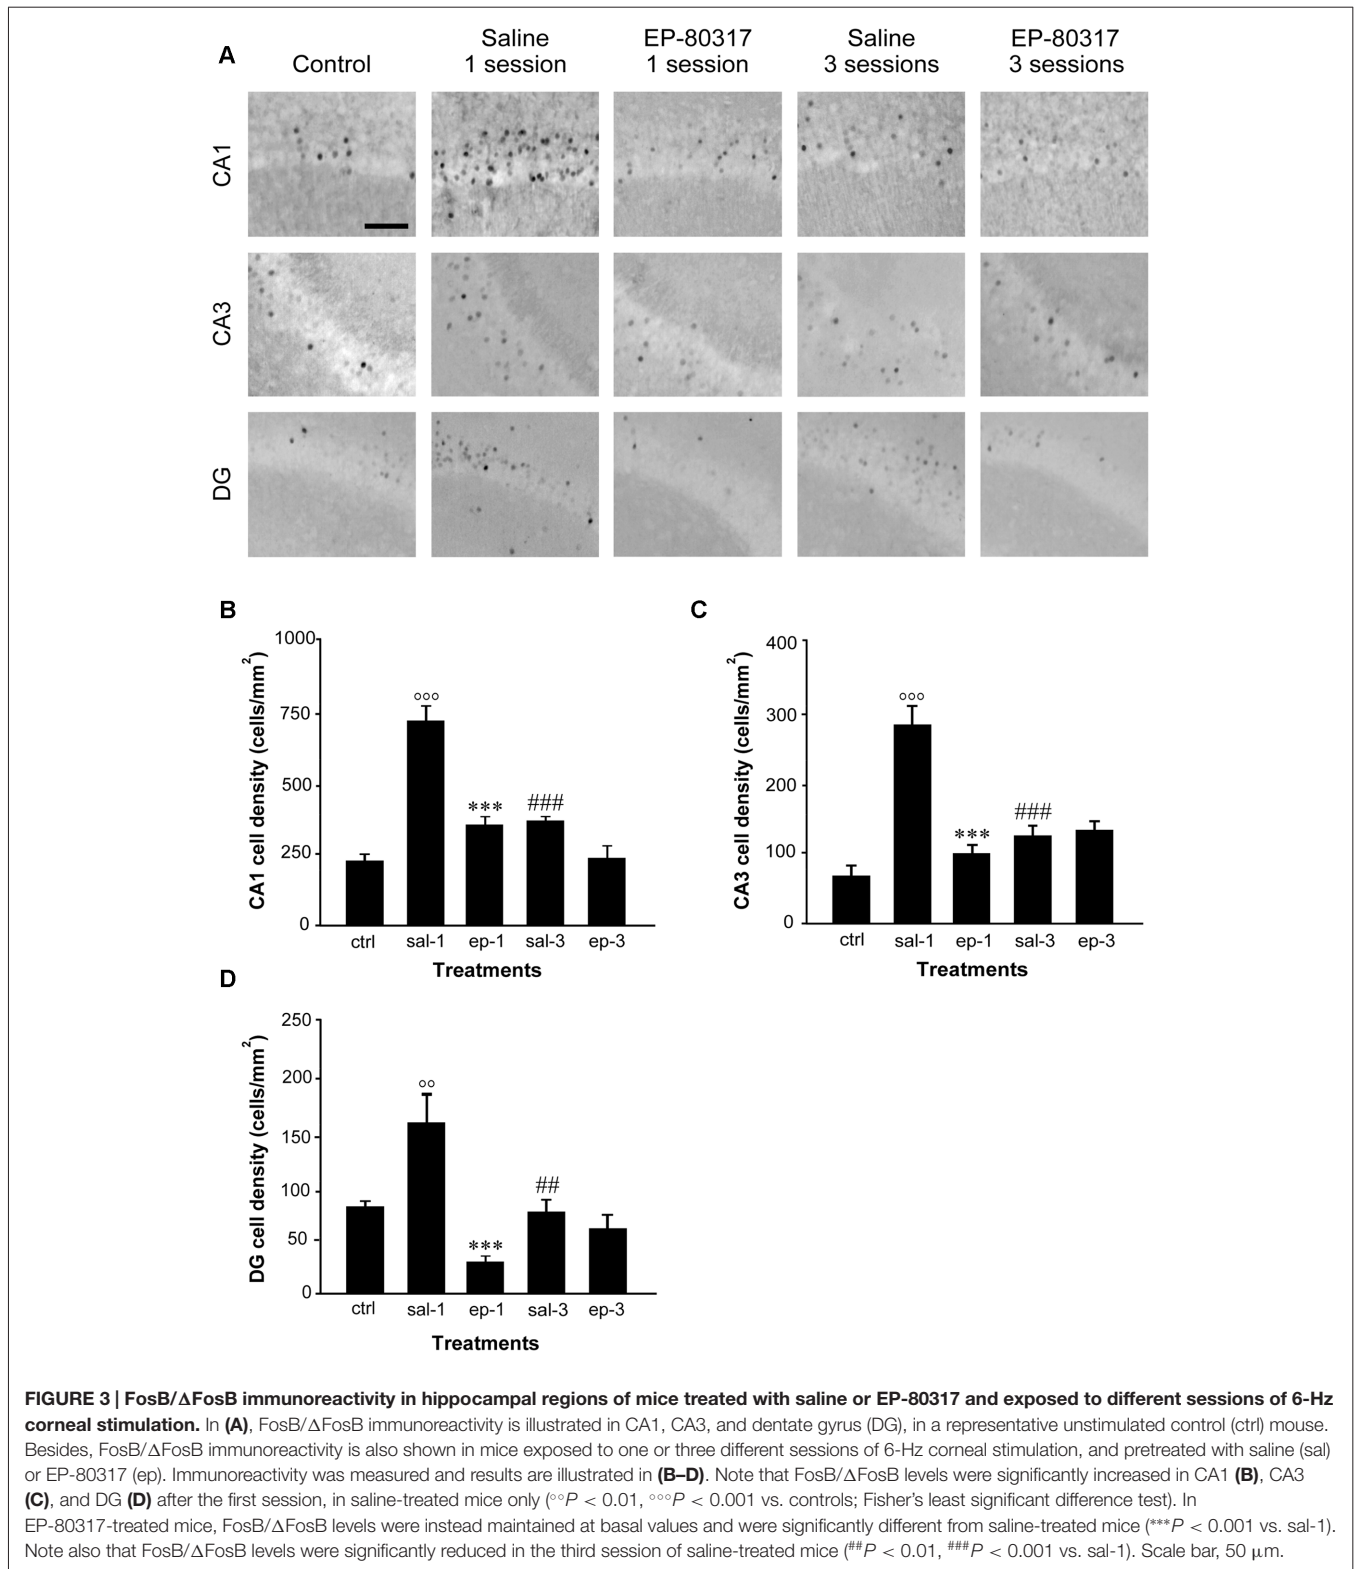 A
Control
Saline
1 session
EP-80317
1 session
Saline
3 sessions
EP-80317
3 sessions
CA1
CA3
DG
B
CA1 cell density (cells/mm²)
1000
750
500
250
0
°°°
***
###
ctrl sal-1 ep-1 sal-3 ep-3
Treatments
C
CA3 cell density (cells/mm²)
400
300
200
100
0
°°°
***
###
ctrl sal-1 ep-1 sal-3 ep-3
Treatments
D
DG cell density (cells/mm²)
250
200
150
100
50
0
°°
***
##
ctrl sal-1 ep-1 sal-3 ep-3
Treatments
FIGURE 3 | FosB/ΔFosB immunoreactivity in hippocampal regions of mice treated with saline or EP-80317 and exposed to different sessions of 6-Hz
corneal stimulation. In (A), FosB/ΔFosB immunoreactivity is illustrated in CA1, CA3, and dentate gyrus (DG), in a representative unstimulated control (ctrl) mouse.
Besides, FosB/ΔFosB immunoreactivity is also shown in mice exposed to one or three different sessions of 6-Hz corneal stimulation, and pretreated with saline (sal)
or EP-80317 (ep). Immunoreactivity was measured and results are illustrated in (B–D). Note that FosB/ΔFosB levels were significantly increased in CA1 (B), CA3
(C), and DG (D) after the first session, in saline-treated mice only (°°P < 0.01, °°°P < 0.001 vs. controls; Fisher's least significant difference test). In
EP-80317-treated mice, FosB/ΔFosB levels were instead maintained at basal values and were significantly different from saline-treated mice (***P < 0.001 vs. sal-1).
Note also that FosB/ΔFosB levels were significantly reduced in the third session of saline-treated mice (##P < 0.01, ###P < 0.001 vs. sal-1). Scale bar, 50 μm.